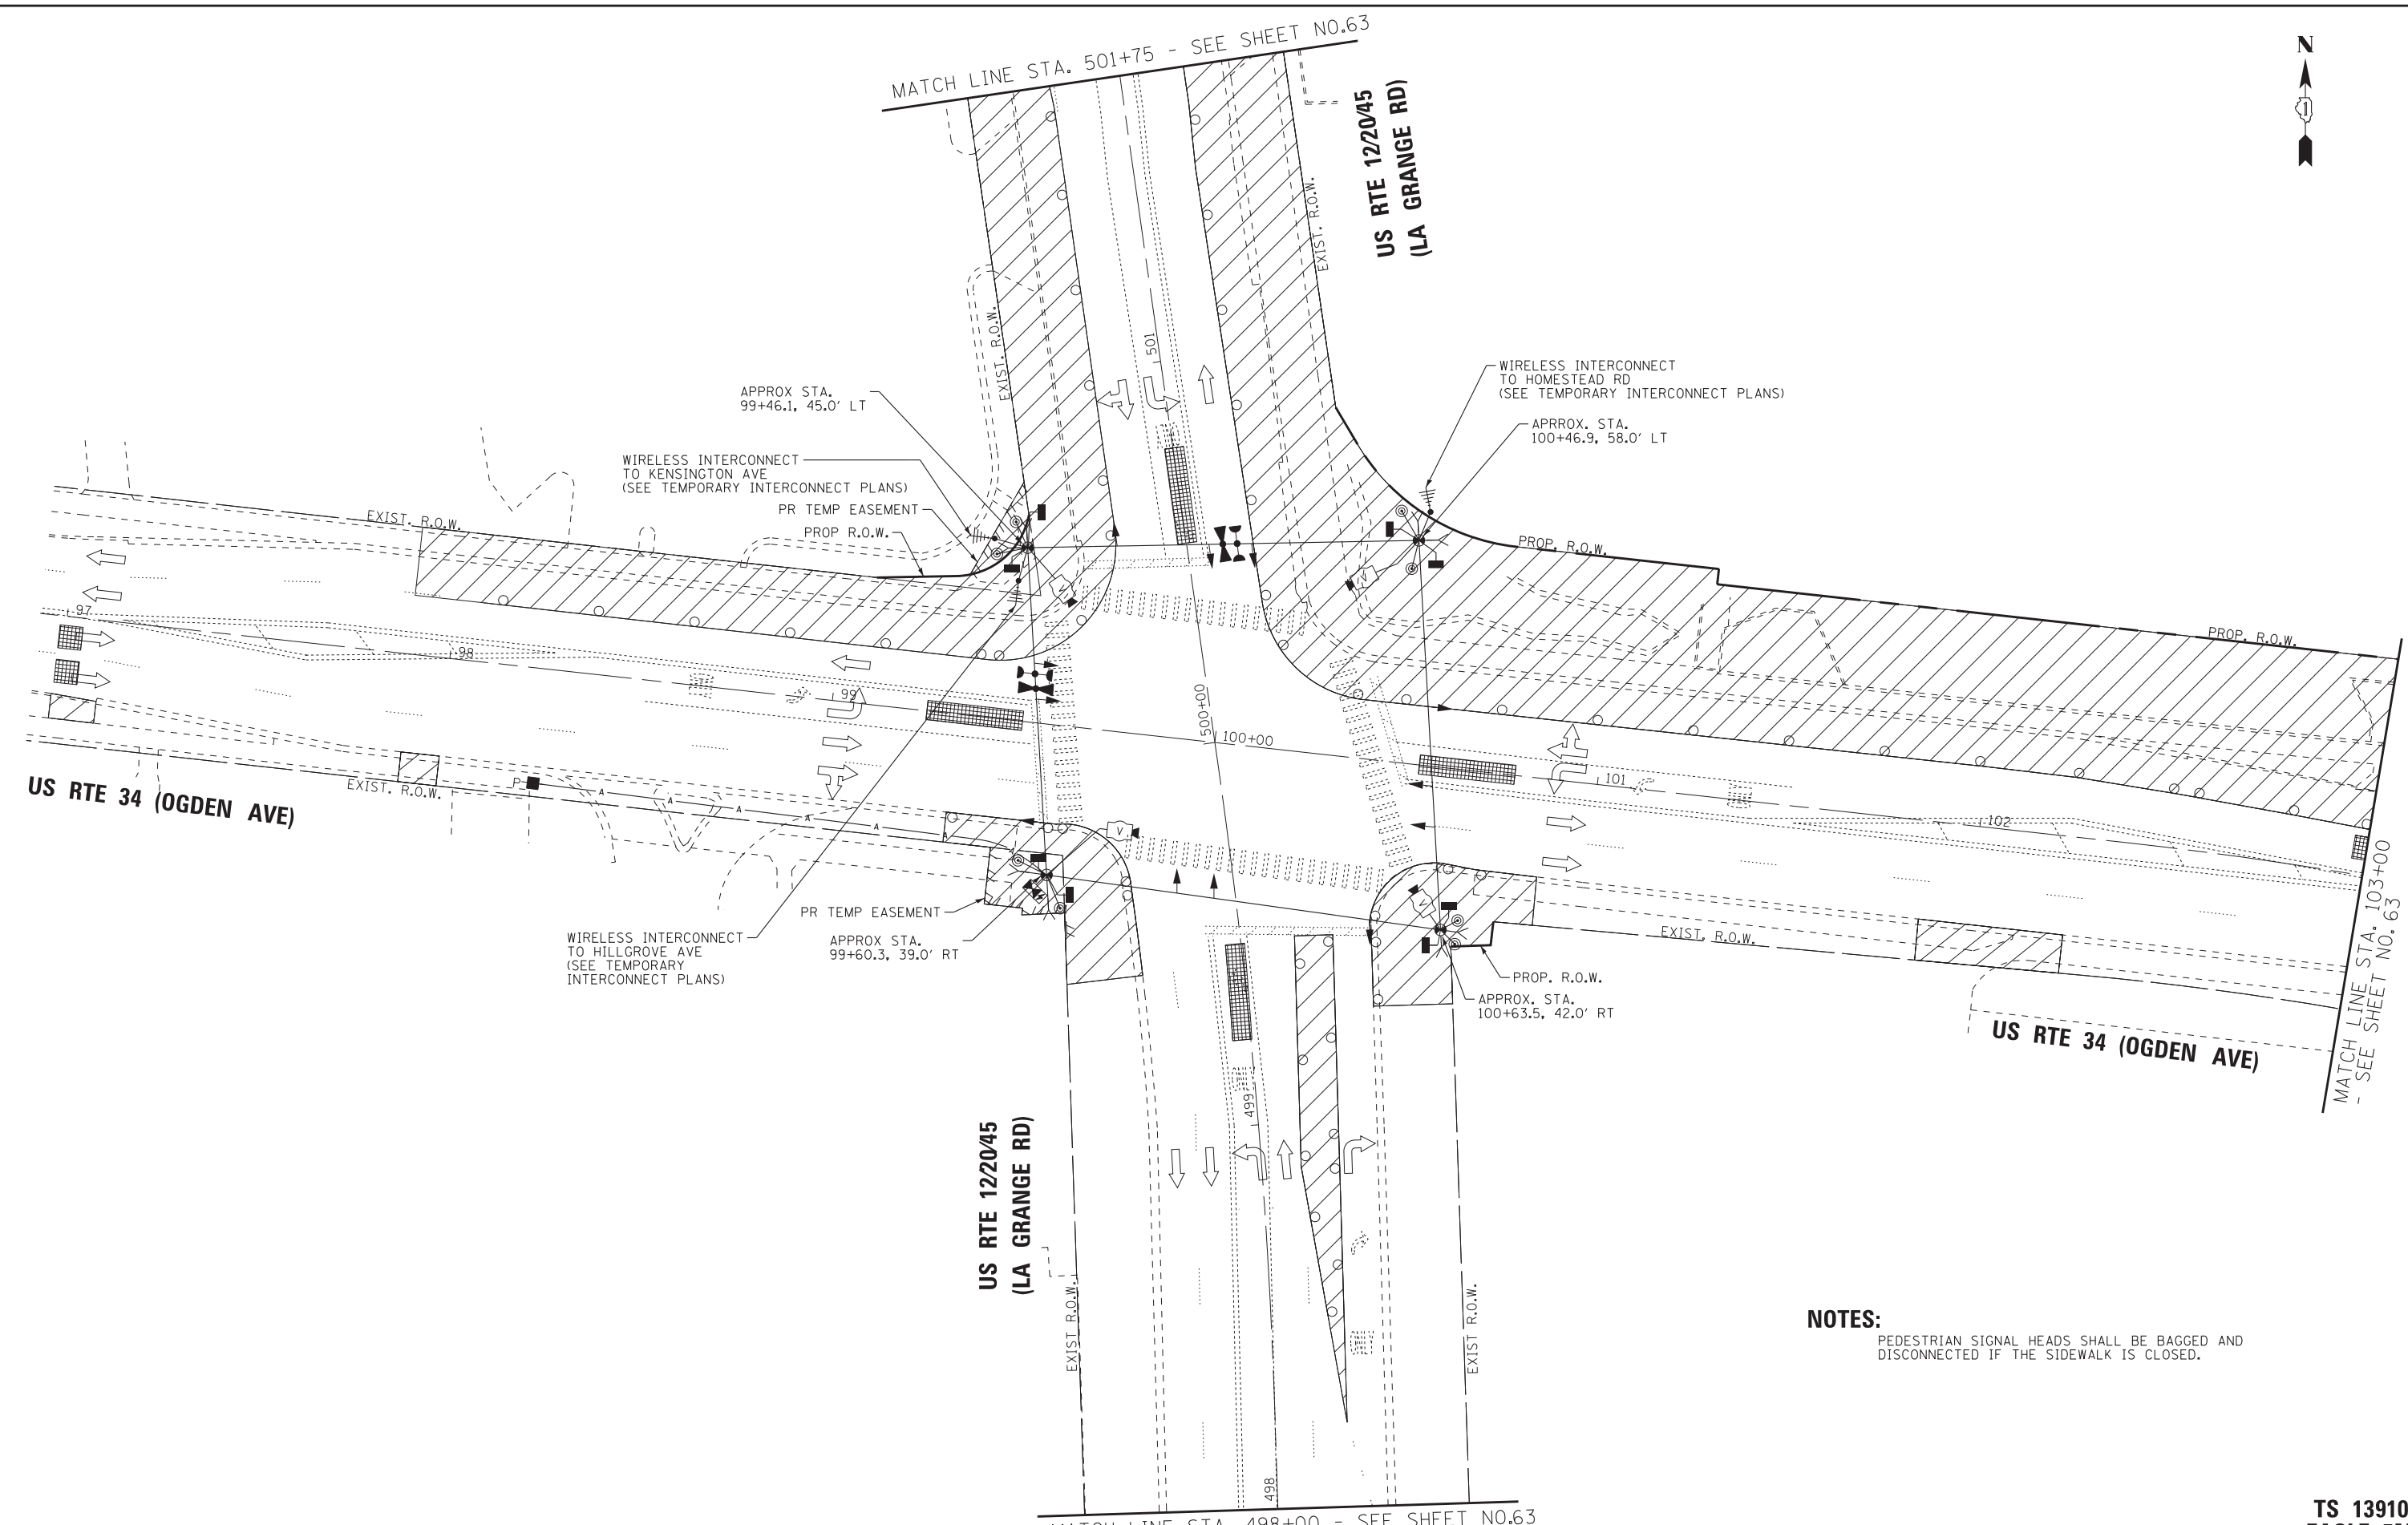 MATCH LINE STA. 501+75 - SEE SHEET NO.63
N
1
US RTE 12/20/45
(LA GRANGE RD)
EXIST. R.O.W.
EXIST. R.O.W.
501
APPROX STA.
99+46.1, 45.0' LT
WIRELESS INTERCONNECT
TO HOMESTEAD RD
(SEE TEMPORARY INTERCONNECT PLANS)
APRROX. STA.
100+46.9, 58.0' LT
WIRELESS INTERCONNECT
TO KENSINGTON AVE
(SEE TEMPORARY INTERCONNECT PLANS)
PR TEMP EASEMENT
PROP R.O.W.
EXIST. R.O.W.
PROP. R.O.W.
PROP. R.O.W.
V
V
97
98
99
500+00
100+00
101
102
P
A
A
A
A
A
A
V
V
US RTE 34 (OGDEN AVE)
EXIST. R.O.W.
PR TEMP EASEMENT
APPROX STA.
99+60.3, 39.0' RT
WIRELESS INTERCONNECT
TO HILLGROVE AVE
(SEE TEMPORARY
INTERCONNECT PLANS)
EXIST. R.O.W.
PROP. R.O.W.
APPROX. STA.
100+63.5, 42.0' RT
US RTE 34 (OGDEN AVE)
MATCH LINE STA. 103+00
- SEE SHEET NO. 63
499
US RTE 12/20/45
(LA GRANGE RD)
EXIST R.O.W.
EXIST R.O.W.
498
NOTES:
PEDESTRIAN SIGNAL HEADS SHALL BE BAGGED AND
DISCONNECTED IF THE SIDEWALK IS CLOSED.
MATCH LINE STA. 498+00 - SEE SHEET NO.63
TS 13910